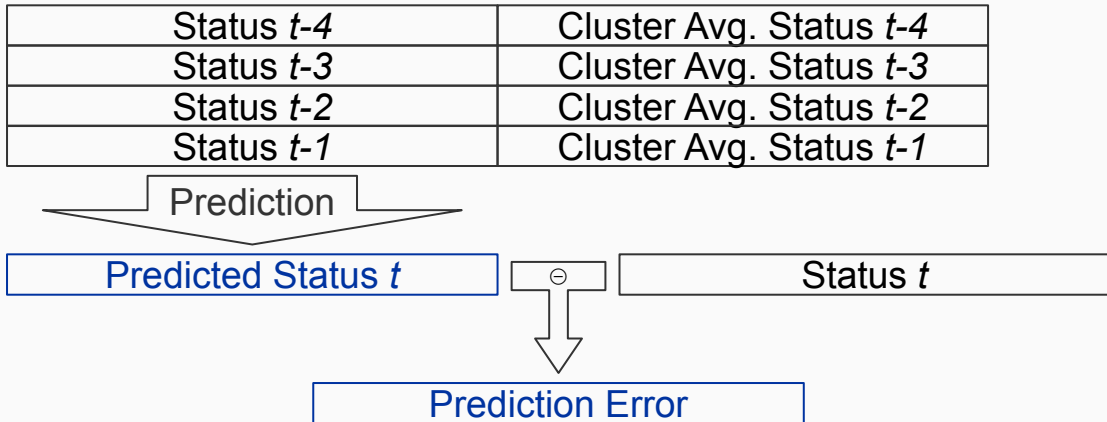 Status t-4 Cluster Avg. Status t-4
Status t-3 Cluster Avg. Status t-3
Status t-2 Cluster Avg. Status t-2
Status t-1 Cluster Avg. Status t-1
Prediction
Predicted Status t ⊖ Status t
Prediction Error